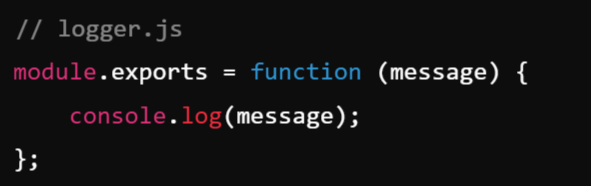 // logger.js
module.exports = function (message) {
    console.log(message);
};